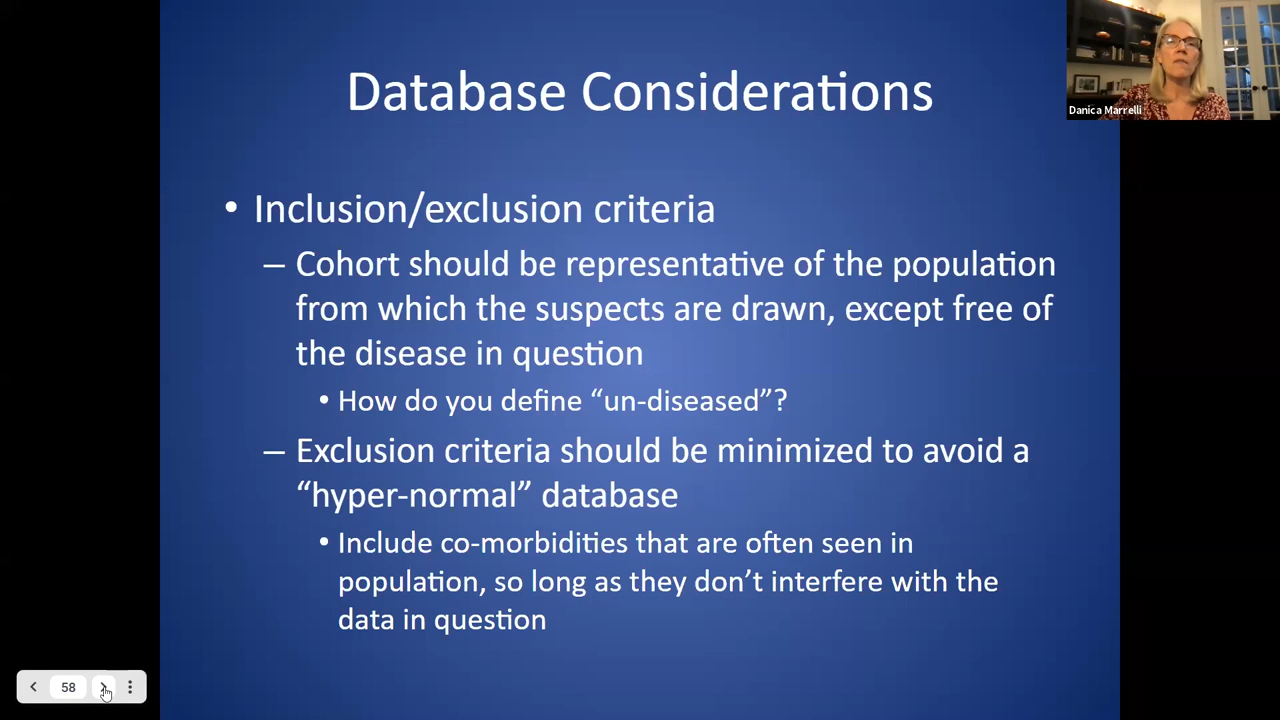 Database Considerations
Danica Marrelli
• Inclusion/exclusion criteria
– Cohort should be representative of the population
from which the suspects are drawn, except free of
the disease in question
• How do you define “un-diseased”?
– Exclusion criteria should be minimized to avoid a
“hyper-normal” database
• Include co-morbidities that are often seen in
population, so long as they don’t interfere with the
data in question
58